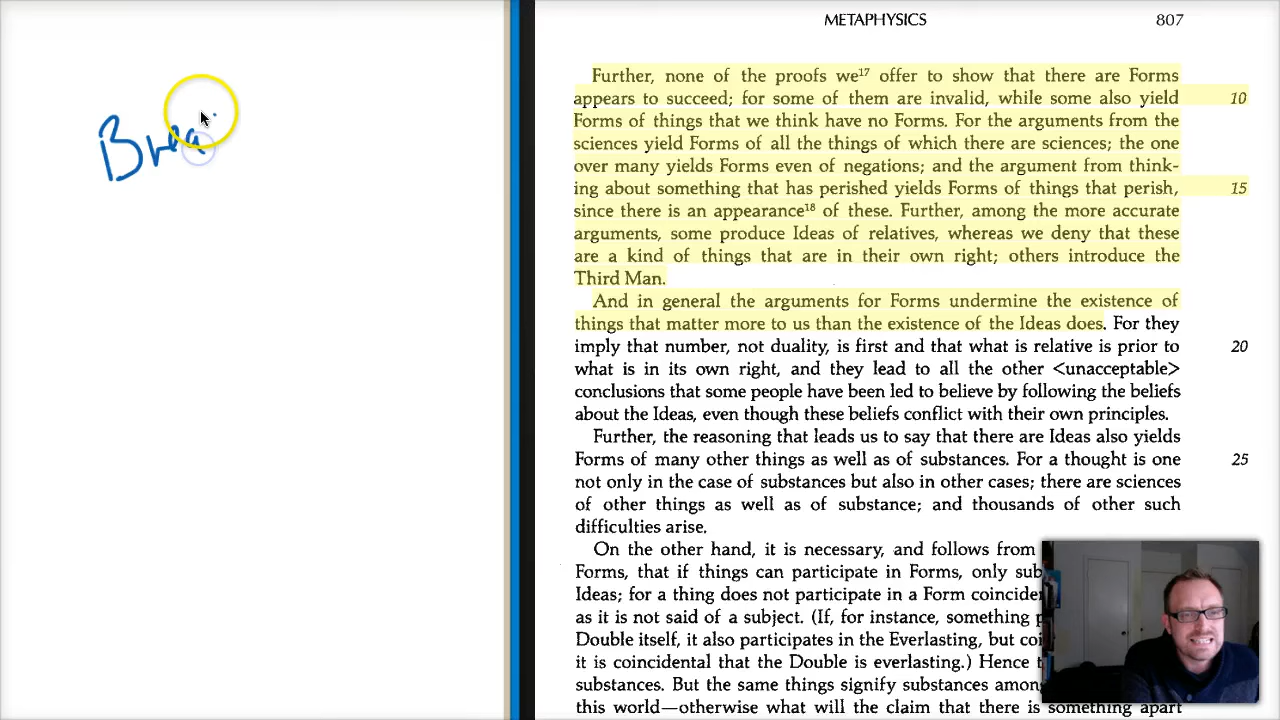 Brea
METAPHYSICS 807
Further, none of the proofs we¹⁷ offer to show that there are Forms
appears to succeed; for some of them are invalid, while some also yield 10
Forms of things that we think have no Forms. For the arguments from the
sciences yield Forms of all the things of which there are sciences; the one
over many yields Forms even of negations; and the argument from think-
ing about something that has perished yields Forms of things that perish, 15
since there is an appearance¹⁸ of these. Further, among the more accurate
arguments, some produce Ideas of relatives, whereas we deny that these
are a kind of things that are in their own right; others introduce the
Third Man.
And in general the arguments for Forms undermine the existence of
things that matter more to us than the existence of the Ideas does. For they
imply that number, not duality, is first and that what is relative is prior to 20
what is in its own right, and they lead to all the other <unacceptable>
conclusions that some people have been led to believe by following the beliefs
about the Ideas, even though these beliefs conflict with their own principles.
Further, the reasoning that leads us to say that there are Ideas also yields
Forms of many other things as well as of substances. For a thought is one 25
not only in the case of substances but also in other cases; there are sciences
of other things as well as of substance; and thousands of other such
difficulties arise.
On the other hand, it is necessary, and follows from
Forms, that if things can participate in Forms, only sub
Ideas; for a thing does not participate in a Form coinciden
as it is not said of a subject. (If, for instance, something p
Double itself, it also participates in the Everlasting, but coi
it is coincidental that the Double is everlasting.) Hence t
substances. But the same things signify substances among
this world—otherwise what will the claim that there is something apart